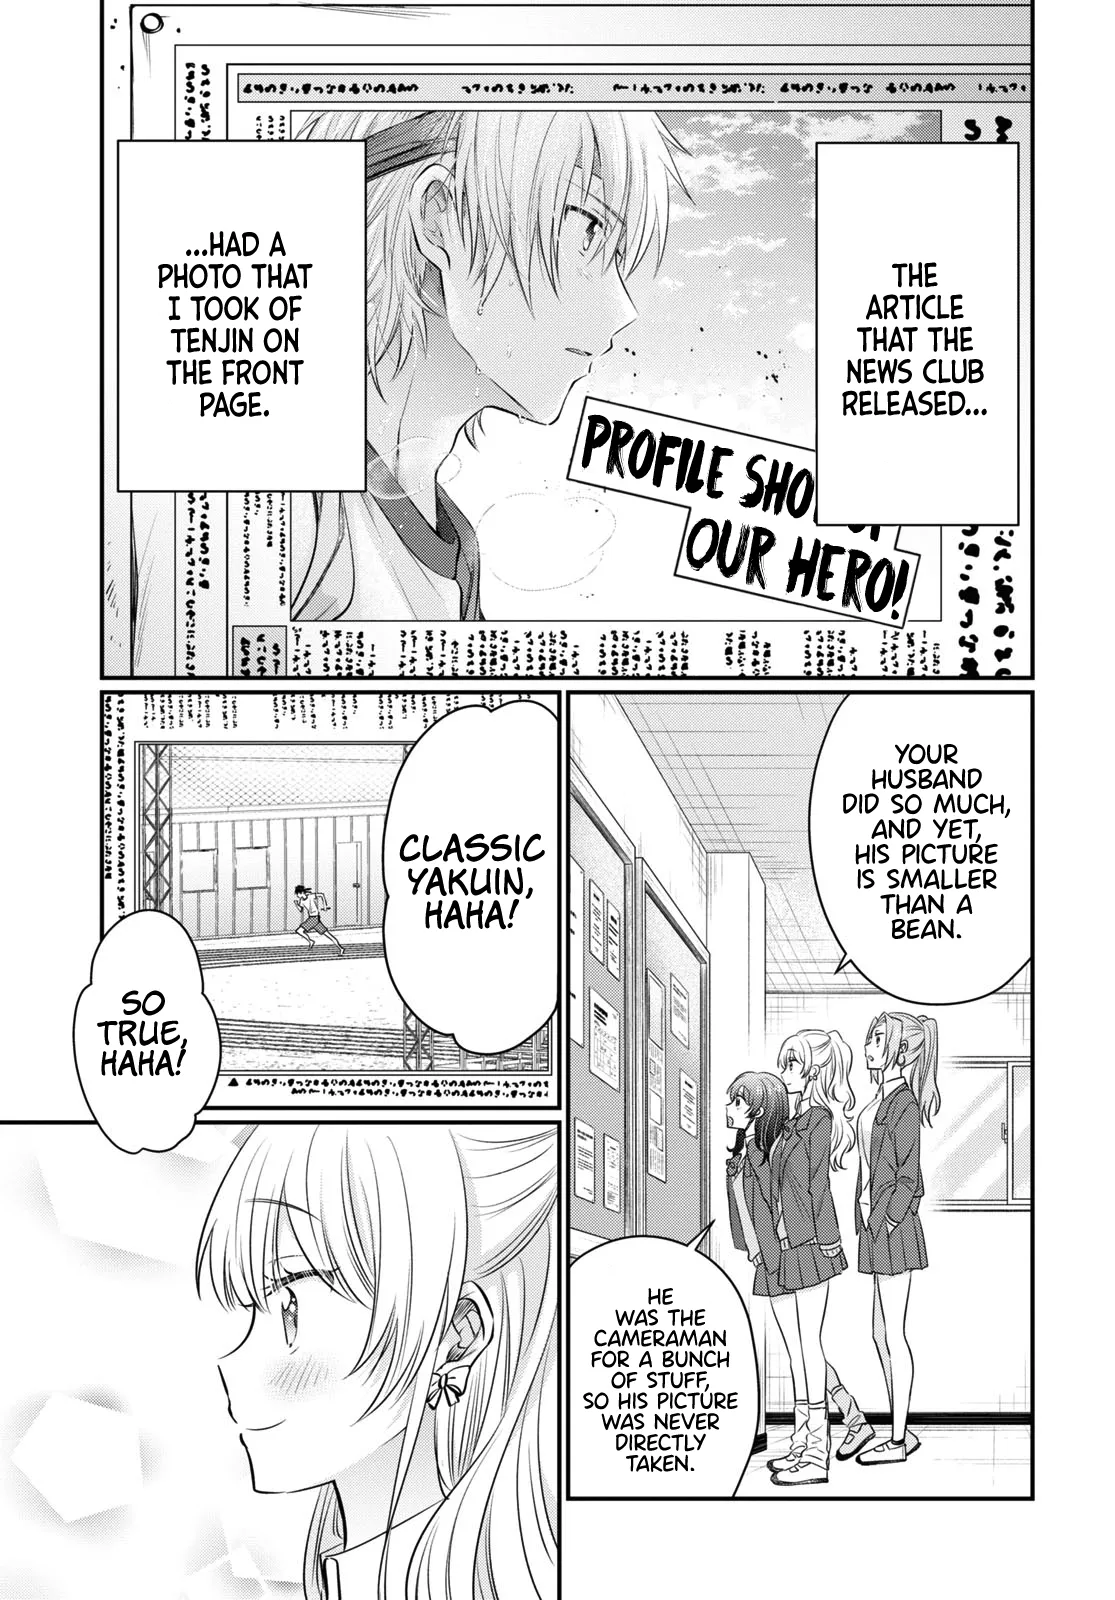 THE
ARTICLE
THAT THE
NEWS CLUB
RELEASED...
...HAD A
PHOTO THAT
I TOOK OF
TENJIN ON
THE FRONT
PAGE.
PROFILE
OUR HERO!
YOUR
HUSBAND
DID SO MUCH,
AND YET,
HIS PICTURE
IS SMALLER
THAN A
BEAN.
HE
WAS THE
CAMERAMAN
FOR A BUNCH
OF STUFF,
SO HIS PICTURE
WAS NEVER
DIRECTLY
TAKEN.
CLASSIC
YAKUIN,
HAHA!
SO
TRUE,
HAHA!